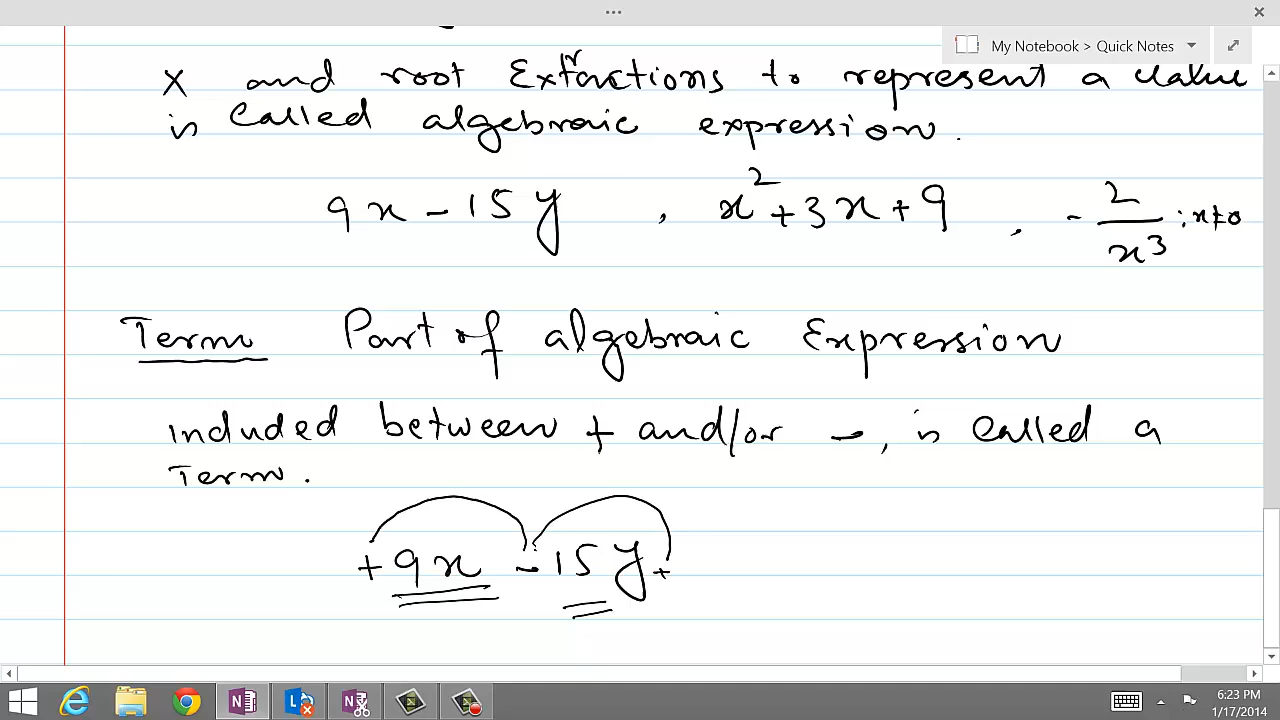 My Notebook > Quick Notes
x and root Extractions to represent a value
is called algebraic expression.
9x - 15y , x² + 3x + 9 , - 2/x³ ; x≠0
Term Part of algebraic Expression
included between + and/or -, is called a
Term.
+9x - 15y+
6:23 PM
1/17/2014